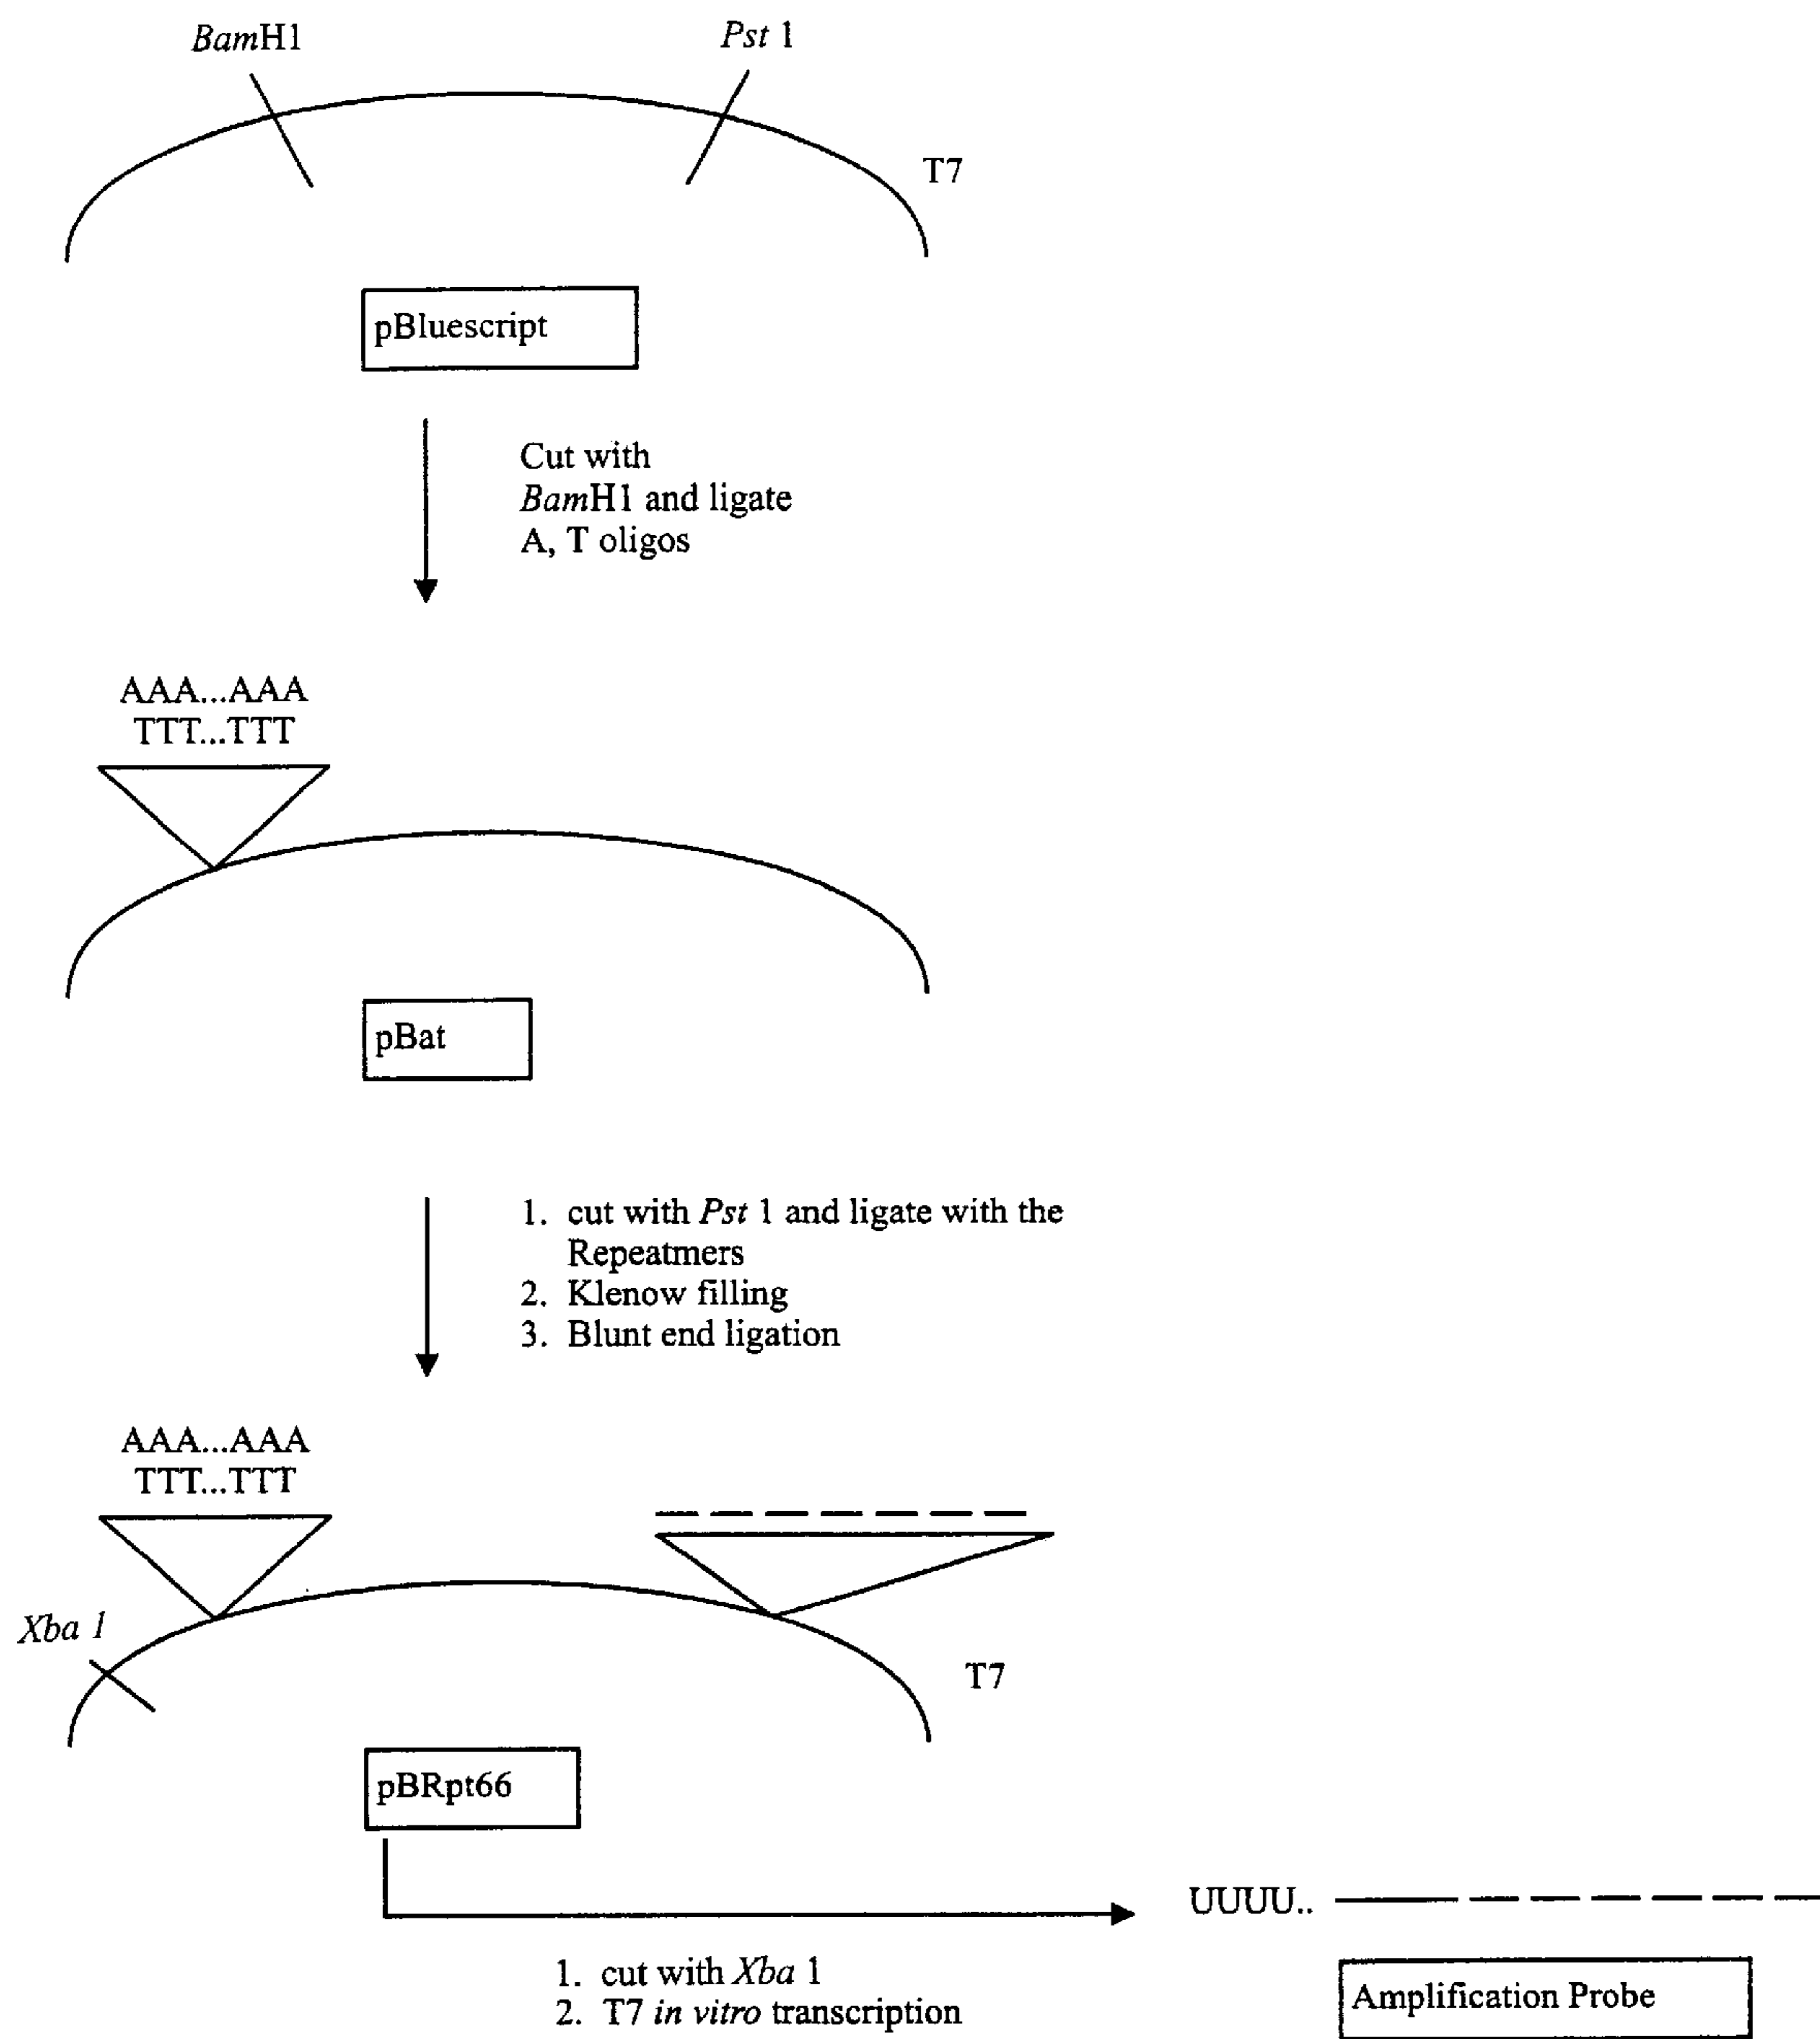 BamH1
Pst 1
T7
pBluescript
Cut with
BamH1 and ligate
A, T oligos
AAA...AAA
TTT...TTT
pBat
1. cut with Pst 1 and ligate with the
Repeatmers
2. Klenow filling
3. Blunt end ligation
AAA...AAA
TTT...TTT
Xba 1
T7
pBRpt66
UUUU..
1. cut with Xba 1
2. T7 in vitro transcription
Amplification Probe